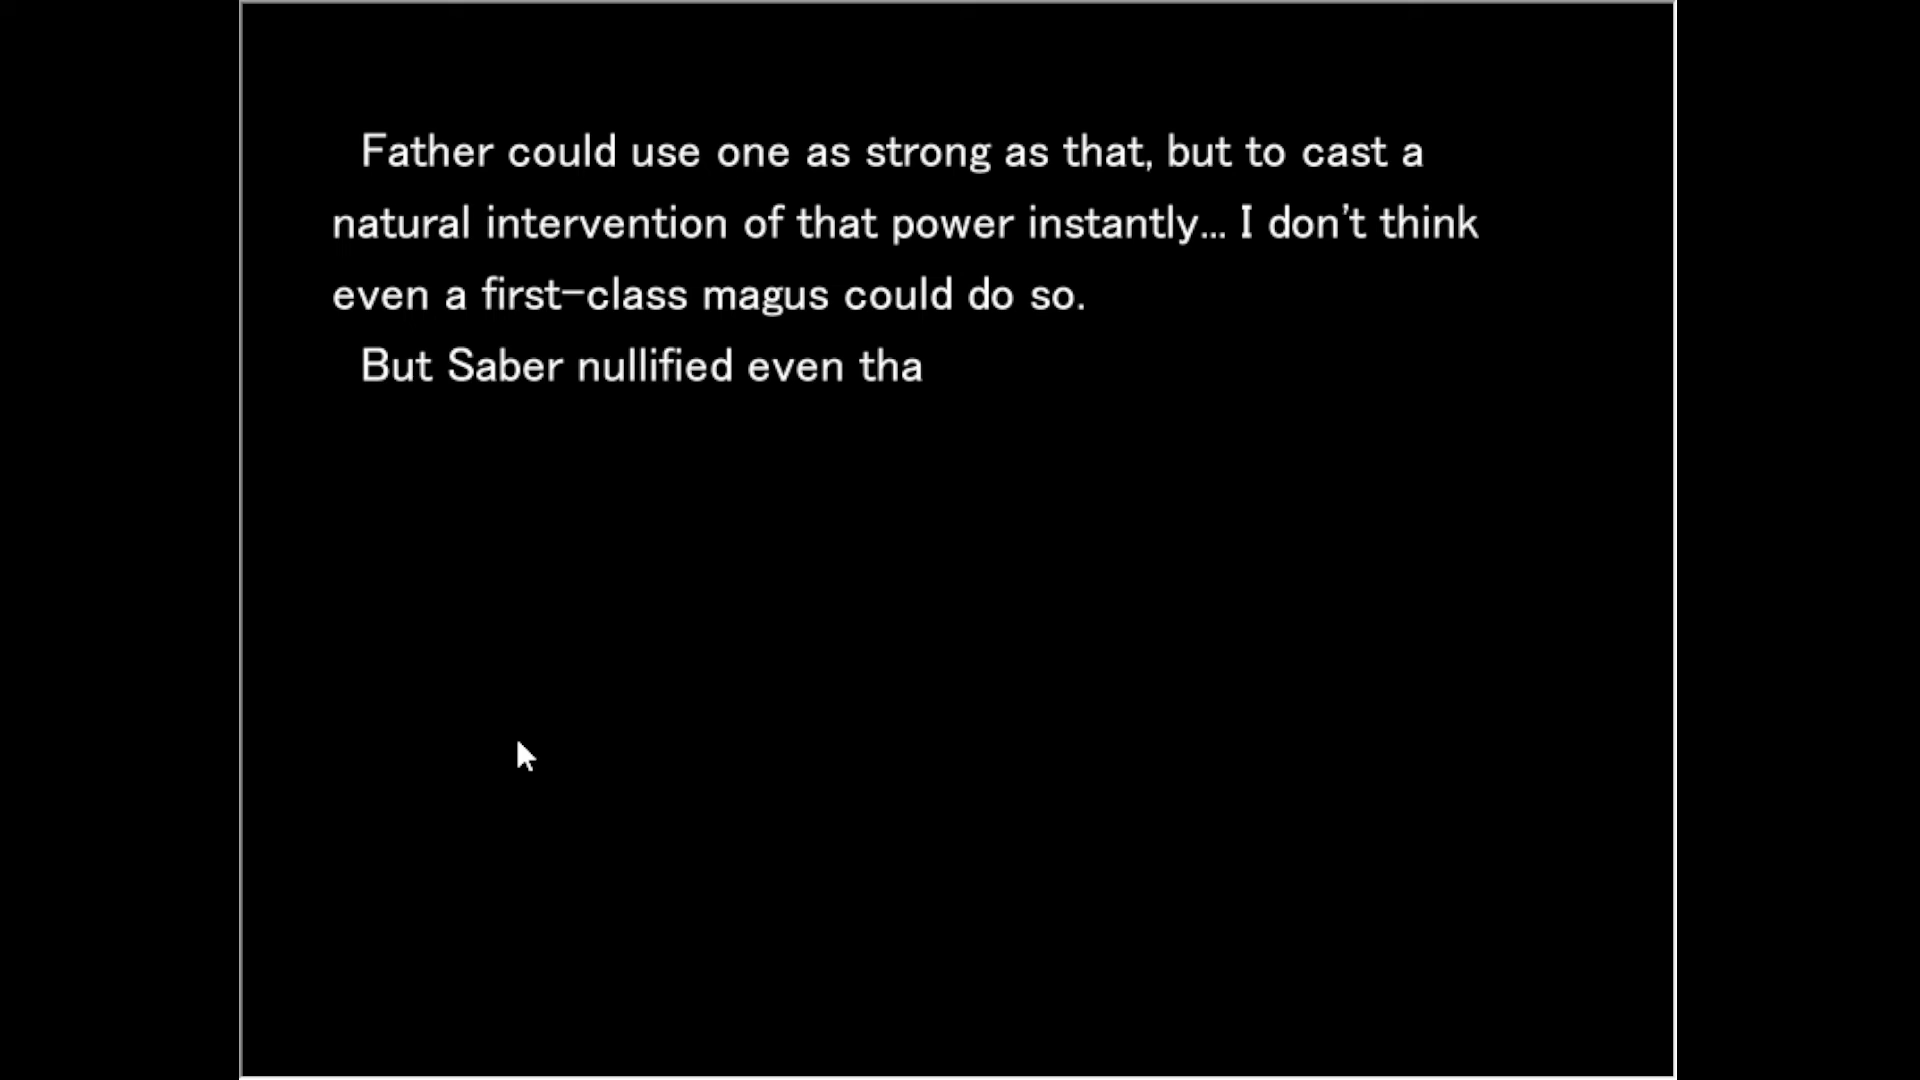 Father could use one as strong as that, but to cast a
natural intervention of that power instantly... I don't think
even a first-class magus could do so.
But Saber nullified even tha